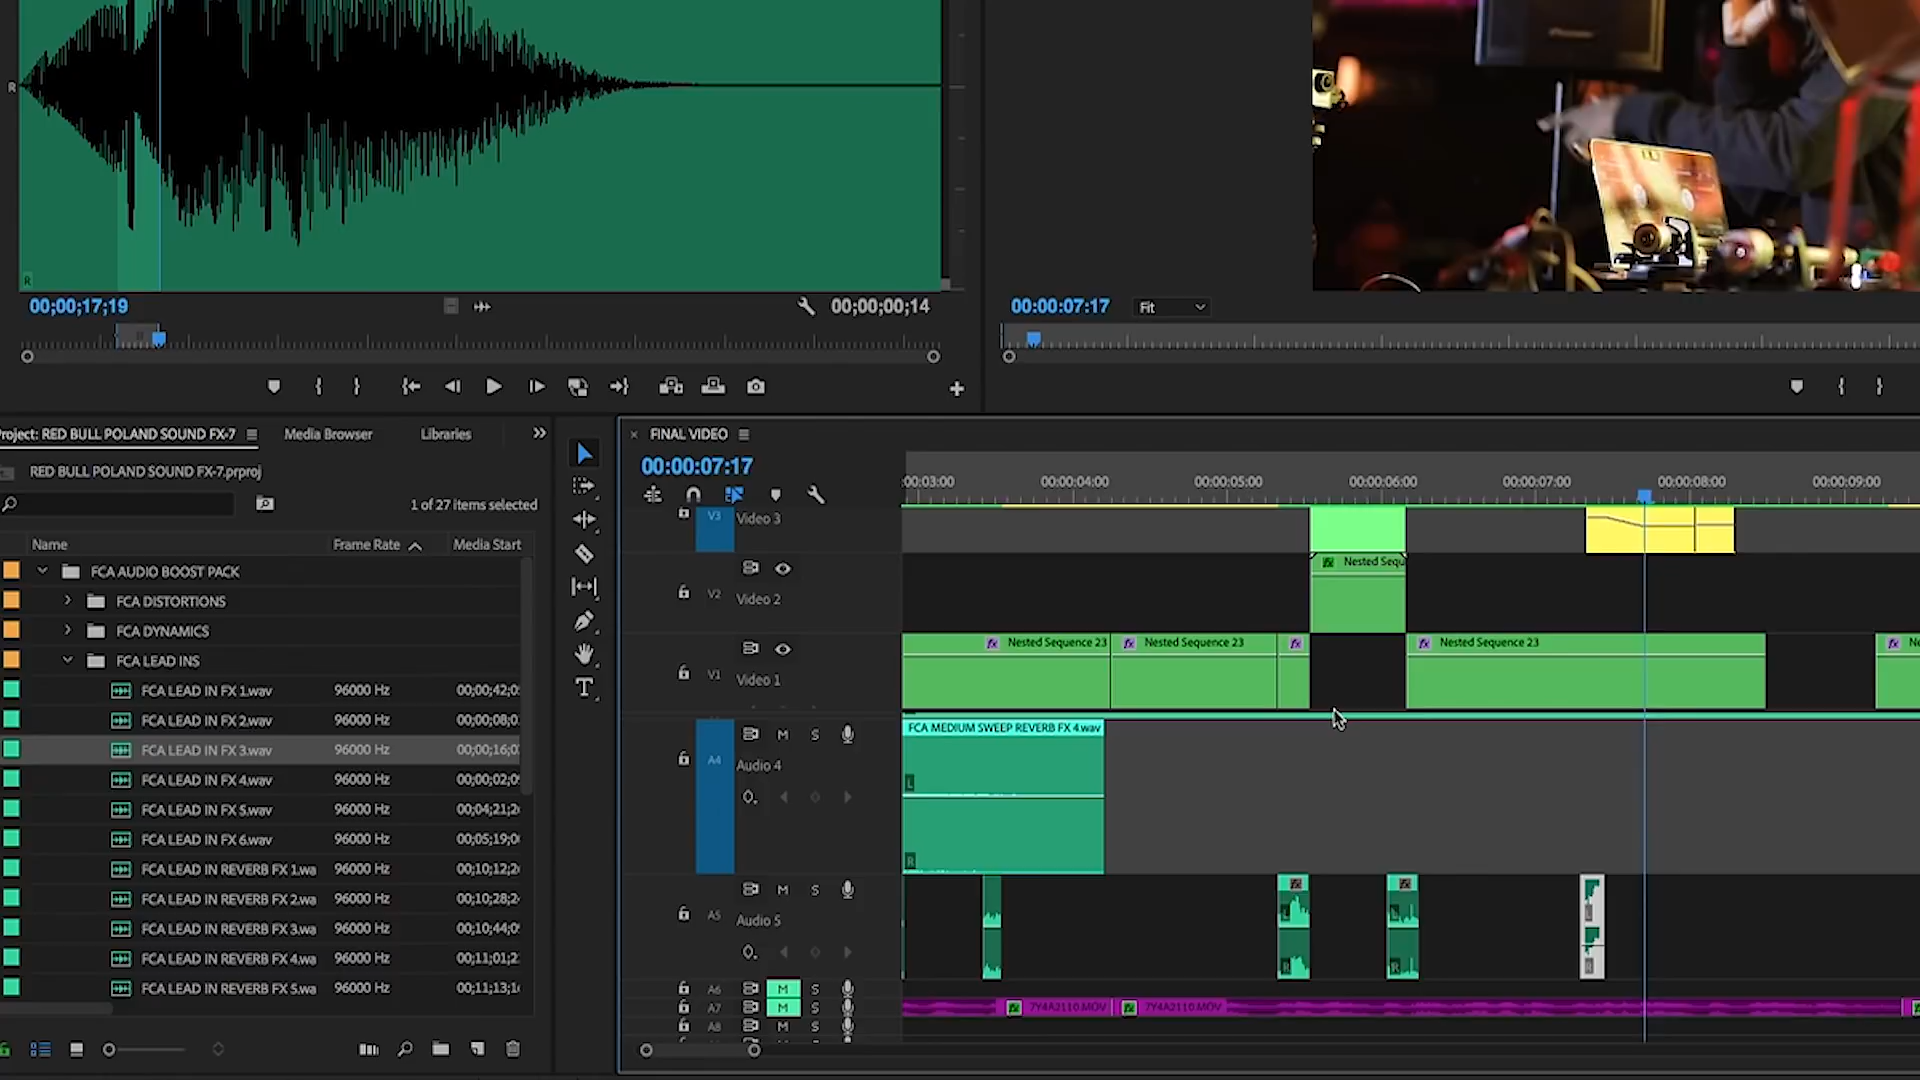 R
Pioneer
R
00;00;17;19
00;00;00;14
00:00:07:17
Fit
Project: RED BULL POLAND SOUND FX-7
Media Browser
Libraries
FINAL VIDEO
RED BULL POLAND SOUND FX-7.prproj
00:00:07:17
1 of 27 items selected
:00:03:00
00:00:04:00
00:00:05:00
00:00:06:00
00:00:07:00
00:00:08:00
00:00:09:00
Name
Frame Rate
Media Start
V3
Video 3
FCA AUDIO BOOST PACK
fx Nested Sequ
FCA DISTORTIONS
V2
Video 2
FCA DYNAMICS
fx Nested Sequence 23
fx Nested Sequence 23
fx
fx Nested Sequence 23
fx Ne
FCA LEAD INS
V1
Video 1
FCA LEAD IN FX 1.wav
96000 Hz
00;00;42;0
FCA LEAD IN FX 2.wav
96000 Hz
00;00;08;0
M
S
FCA MEDIUM SWEEP REVERB FX 4.wav
FCA LEAD IN FX 3.wav
96000 Hz
00;00;16;0
A4
Audio 4
FCA LEAD IN FX 4.wav
96000 Hz
00;00;02;0
L
FCA LEAD IN FX 5.wav
96000 Hz
00;04;21;2
FCA LEAD IN FX 6.wav
96000 Hz
00;05;19;0
R
FCA LEAD IN REVERB FX 1.wa
96000 Hz
00;10;12;2
M
S
fx
fx
FCA LEAD IN REVERB FX 2.wa
96000 Hz
00;10;28;2
A5
Audio 5
L
L
L
FCA LEAD IN REVERB FX 3.wa
96000 Hz
00;10;44;0
FCA LEAD IN REVERB FX 4.wa
96000 Hz
00;11;01;2
R
R
R
FCA LEAD IN REVERB FX 5.wa
96000 Hz
00;11;13;1
A6
M
S
A7
M
S
fx 7Y4A2110.MOV
fx 7Y4A2110.MOV
A8
M
S